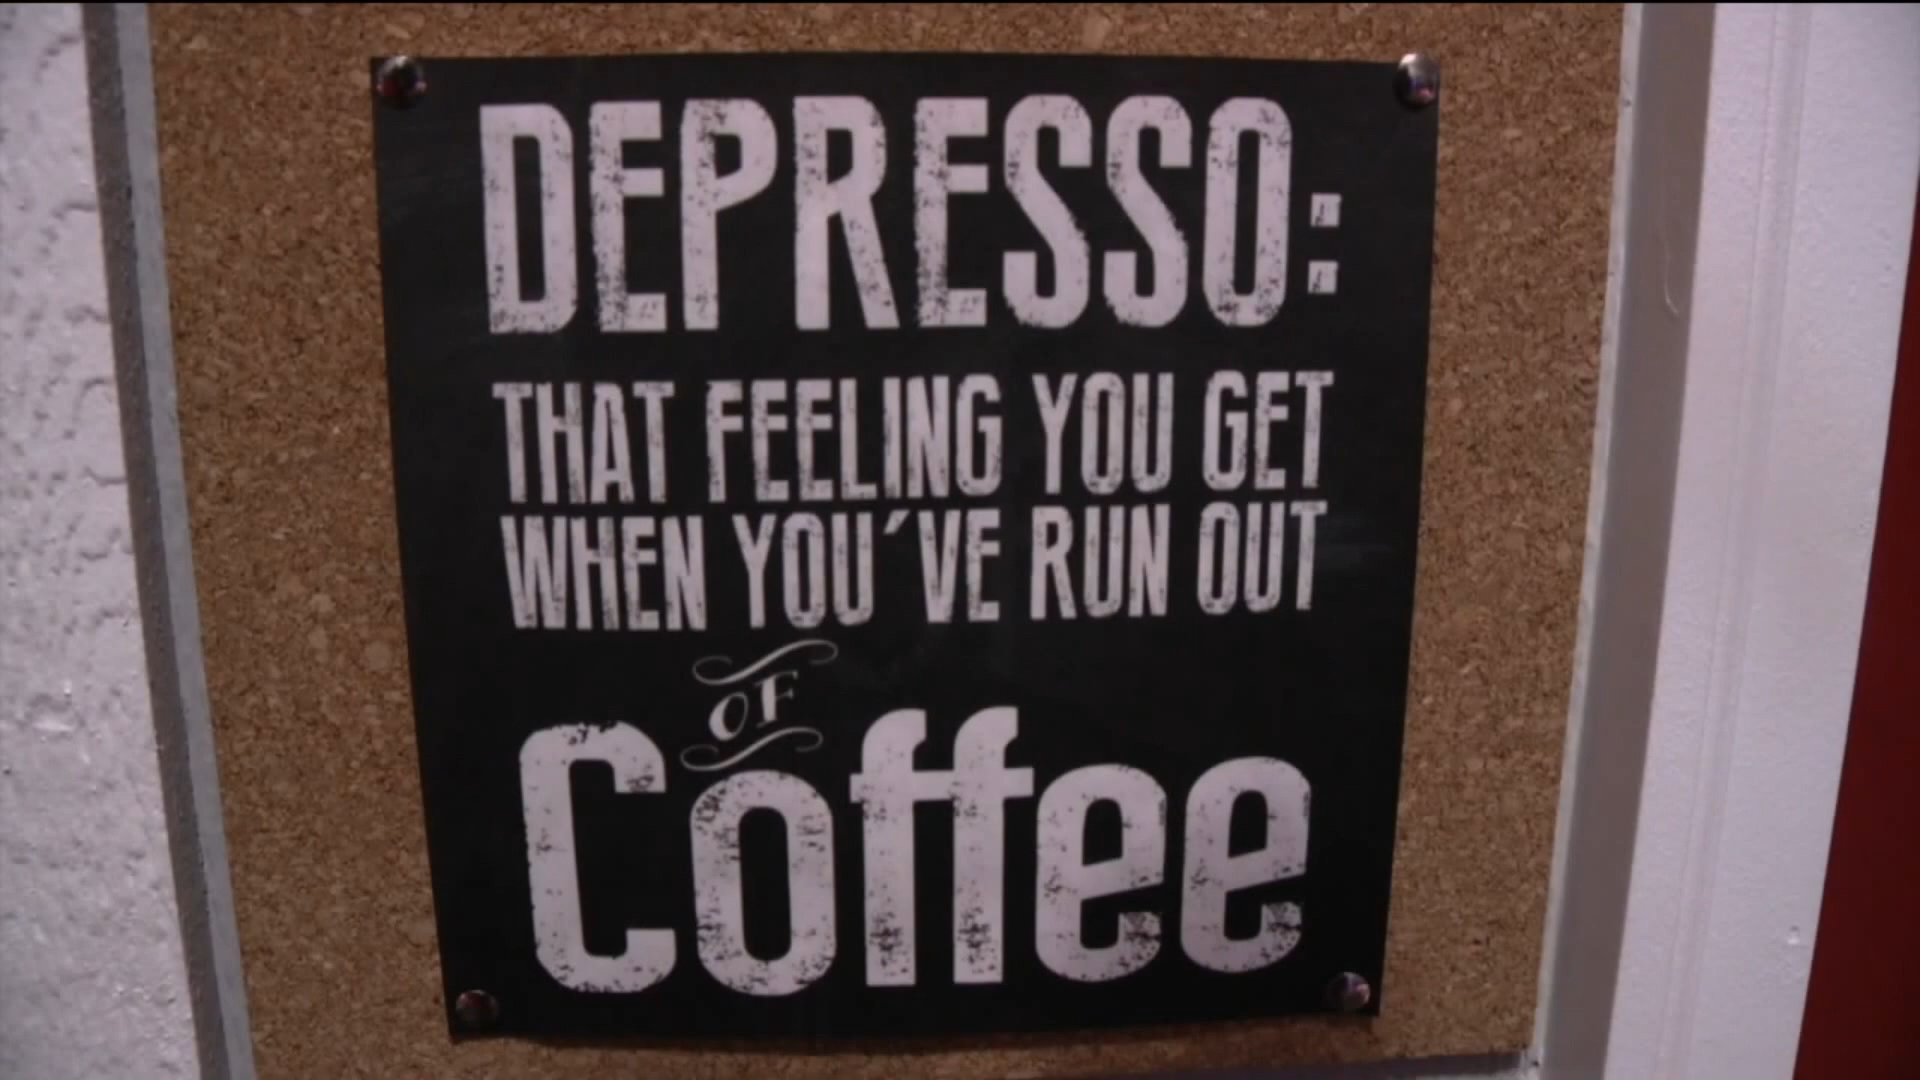 DEPRESSO:
THAT FEELING YOU GET
WHEN YOU'VE RUN OUT
OF
Coffee